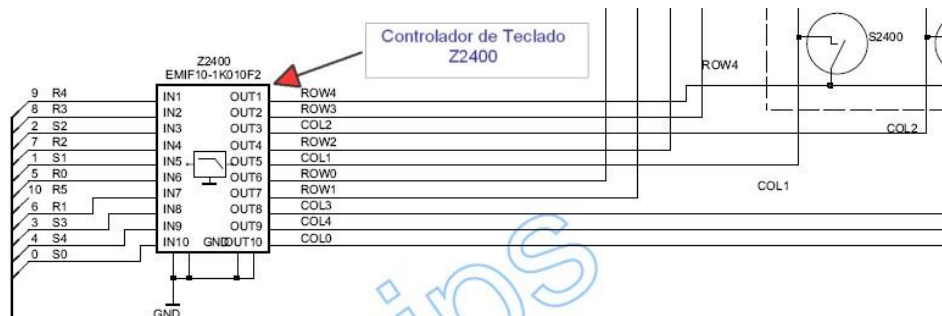 Controlador de Teclado
Z2400
Z2400
EMIF10-1K010F2
S2400
ROW4
9 R4 IN1 OUT1 ROW4
8 R3 IN2 OUT2 ROW3
2 S2 IN3 OUT3 COL2
COL2
7 R2 IN4 OUT4 ROW2
1 S1 IN5 OUT5 COL1
5 R0 IN6 OUT6 ROW0
10 R5 IN7 OUT7 ROW1
COL1
6 R1 IN8 OUT8 COL3
3 S3 IN9 OUT9 COL4
4 S4 IN10 GND OUT10 COL0
0 S0
GND